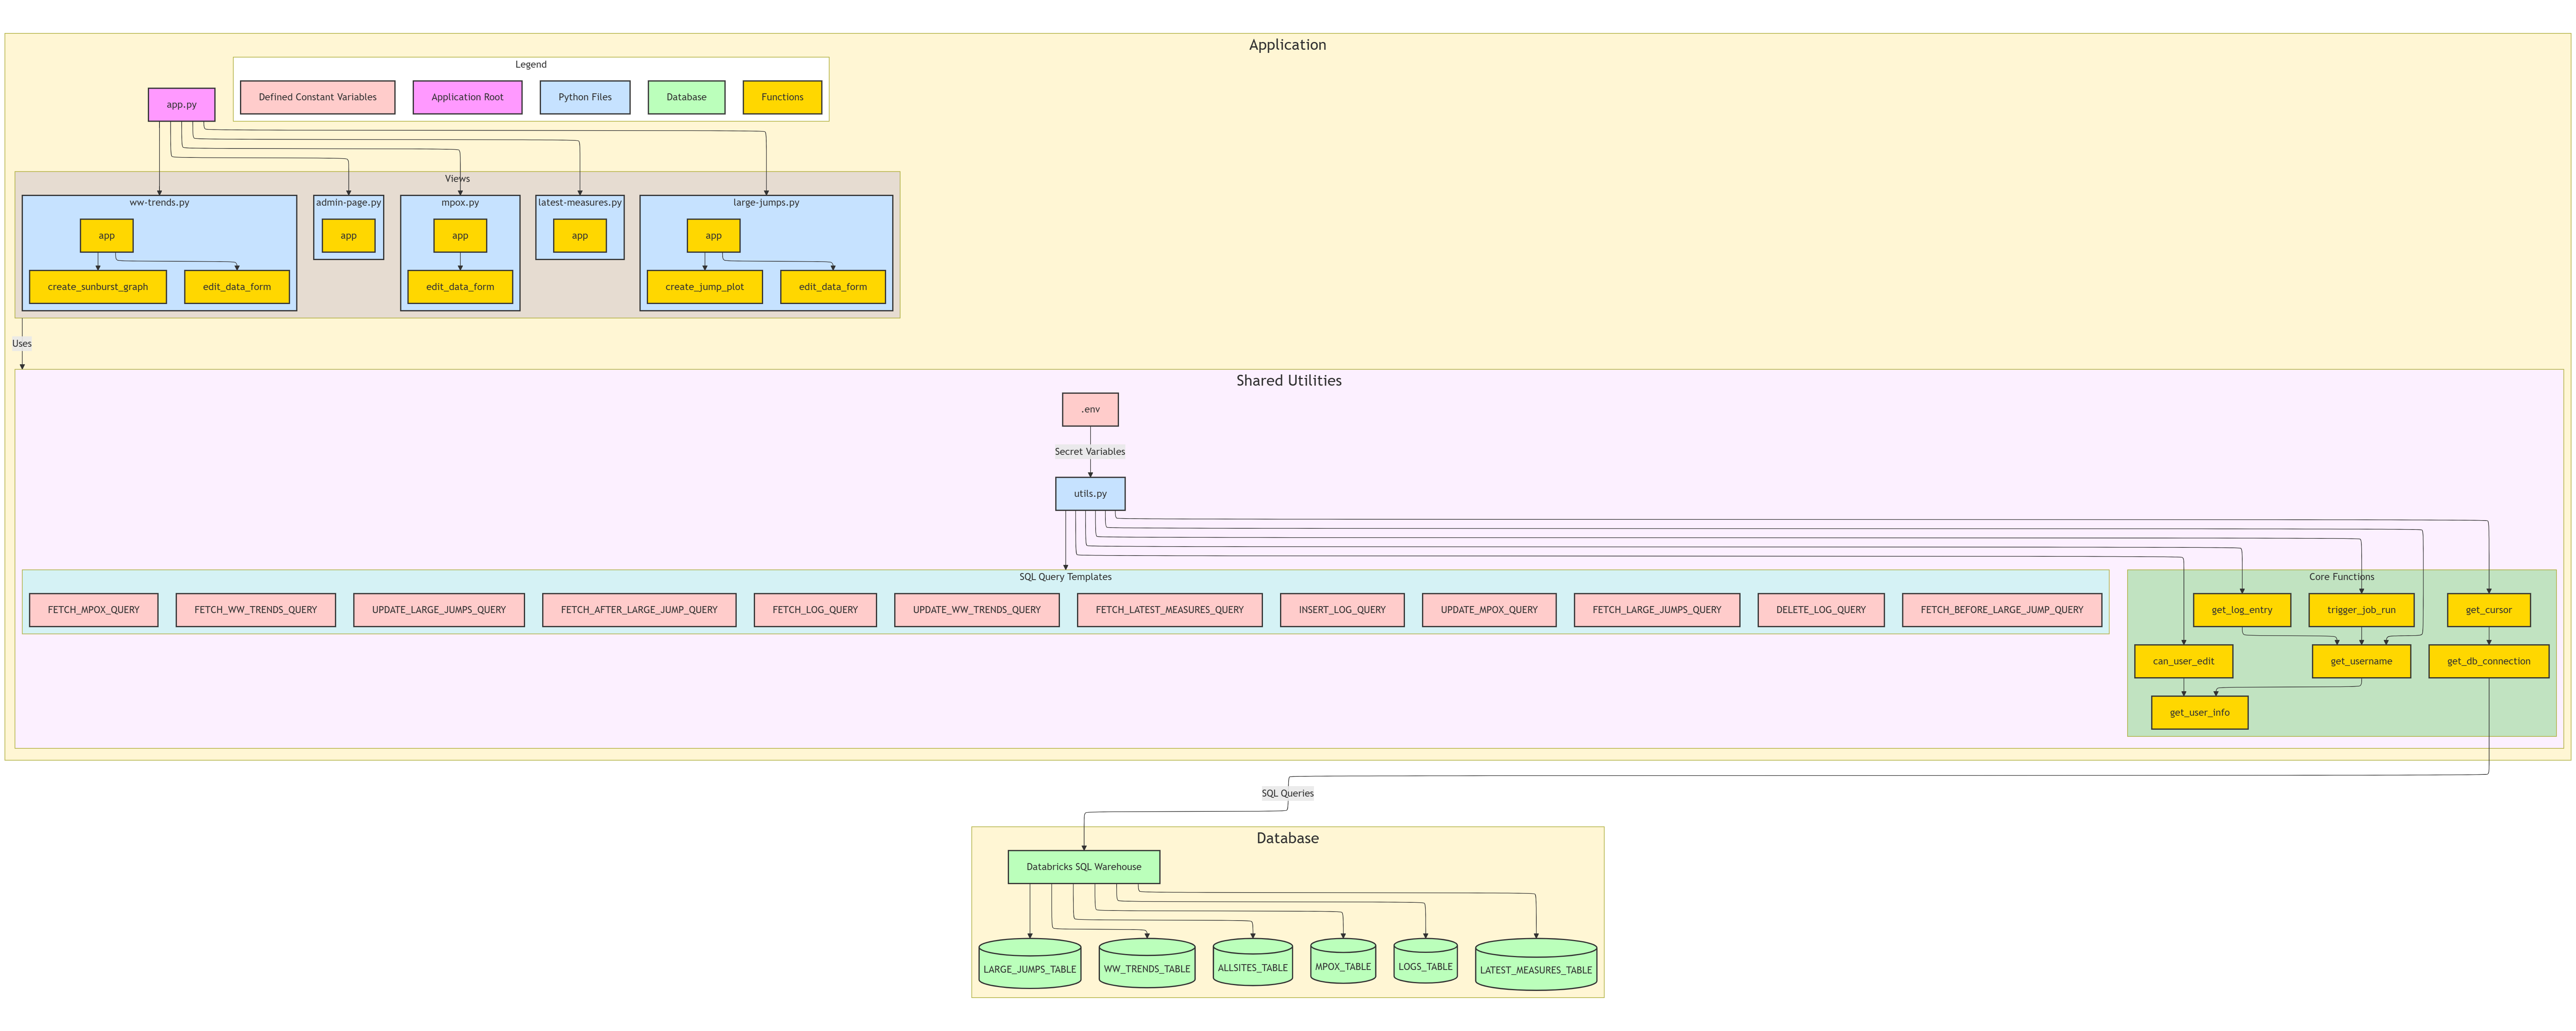 Application
Legend
Defined Constant Variables
Application Root
Python Files
Database
Functions
app.py
Views
ww-trends.py
app
create_sunburst_graph
edit_data_form
admin-page.py
app
mpox.py
app
edit_data_form
latest-measures.py
app
large-jumps.py
app
create_jump_plot
edit_data_form
Uses
Shared Utilities
.env
Secret Variables
utils.py
SQL Query Templates
FETCH_MPOX_QUERY
FETCH_WW_TRENDS_QUERY
UPDATE_LARGE_JUMPS_QUERY
FETCH_AFTER_LARGE_JUMP_QUERY
FETCH_LOG_QUERY
UPDATE_WW_TRENDS_QUERY
FETCH_LATEST_MEASURES_QUERY
INSERT_LOG_QUERY
UPDATE_MPOX_QUERY
FETCH_LARGE_JUMPS_QUERY
DELETE_LOG_QUERY
FETCH_BEFORE_LARGE_JUMP_QUERY
Core Functions
get_log_entry
trigger_job_run
get_cursor
can_user_edit
get_username
get_db_connection
get_user_info
SQL Queries
Database
Databricks SQL Warehouse
LARGE_JUMPS_TABLE
WW_TRENDS_TABLE
ALLSITES_TABLE
MPOX_TABLE
LOGS_TABLE
LATEST_MEASURES_TABLE